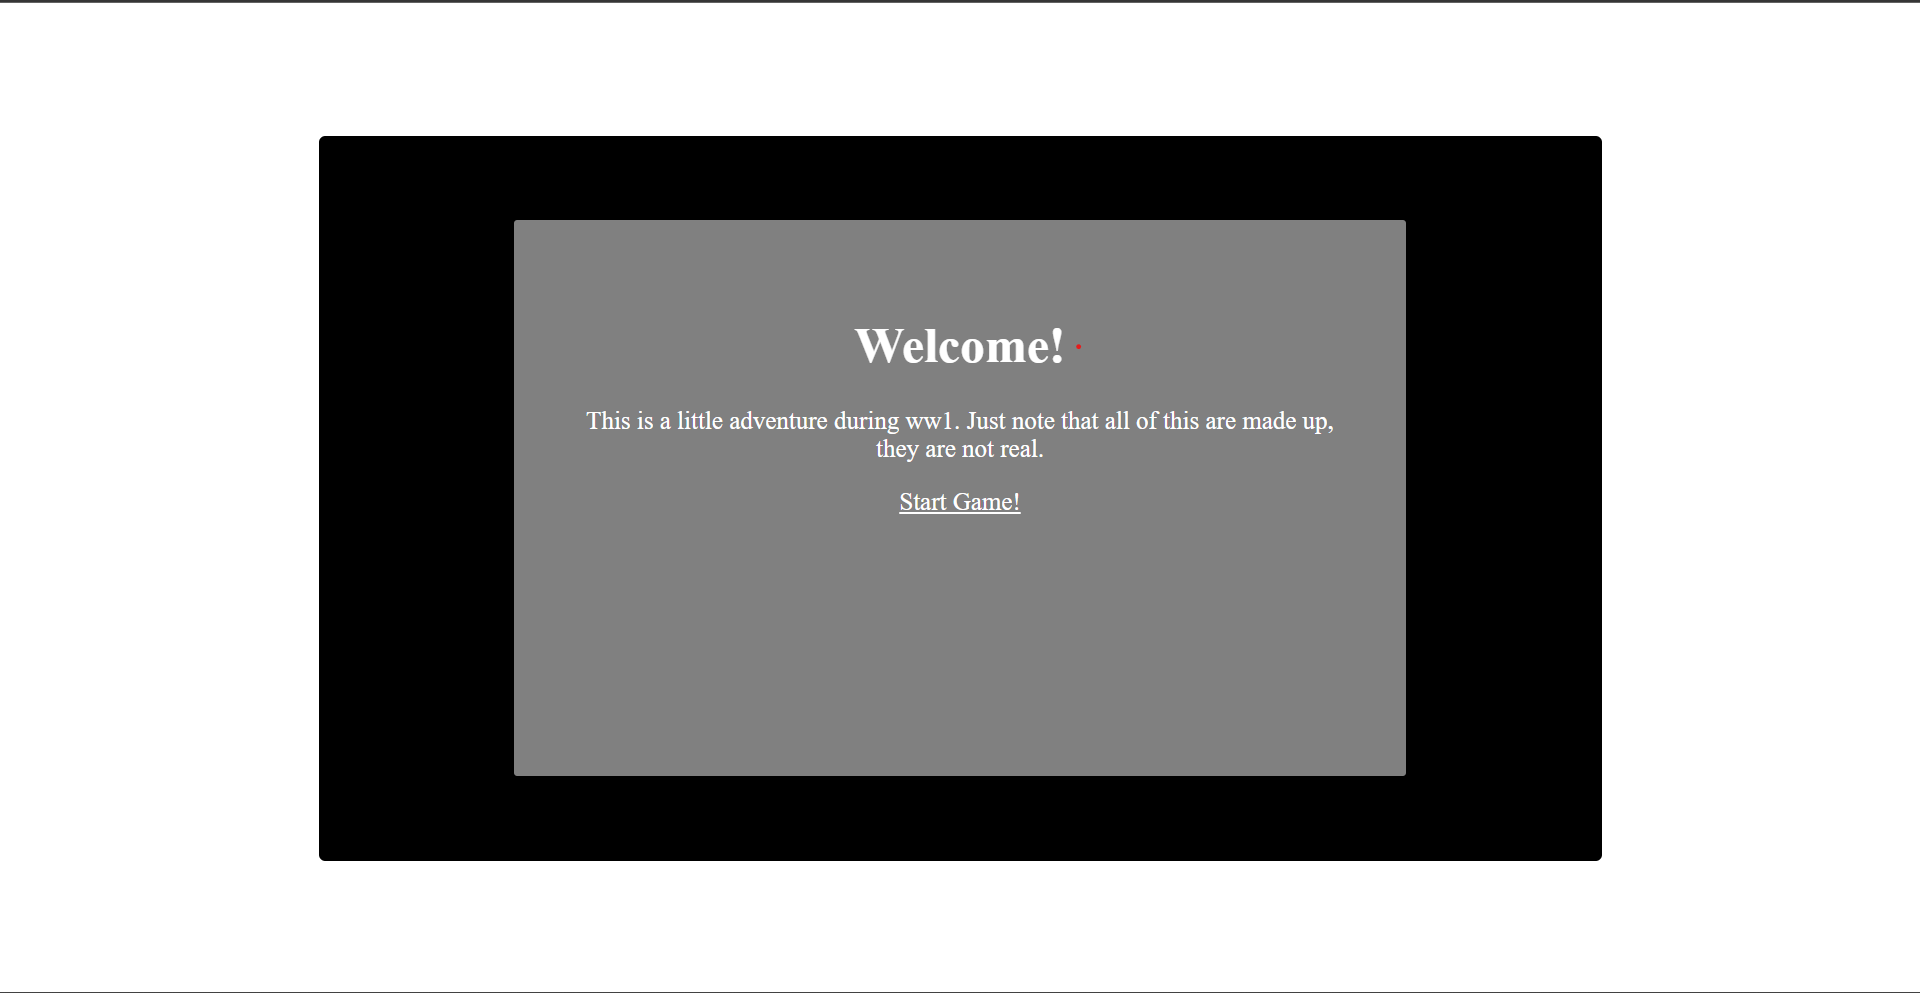 Welcome!
This is a little adventure during ww1. Just note that all of this are made up,
they are not real.
Start Game!